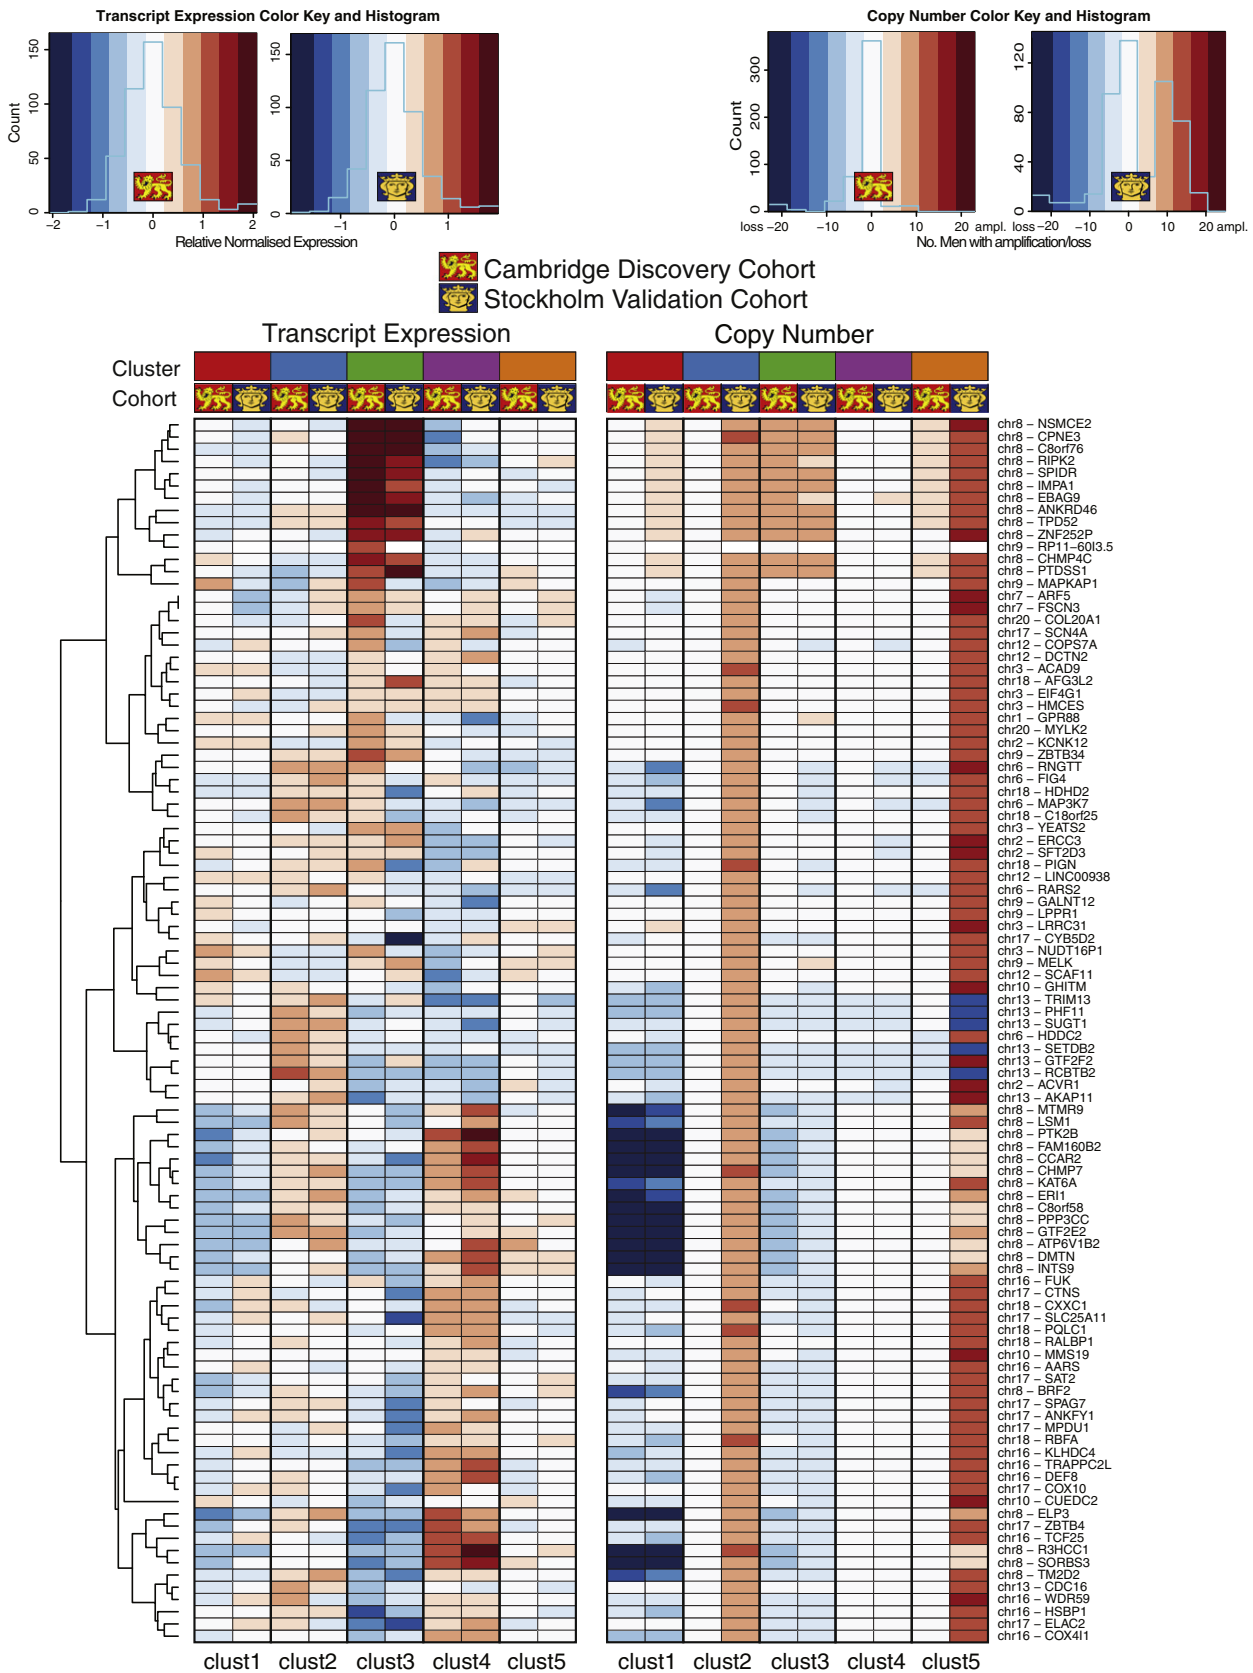 Transcript Expression Color Key and Histogram
Copy Number Color Key and Histogram
Count
0
50
100
150
−2
−1
0
1
2
0
50
100
150
−1
0
1
Relative Normalised Expression
Count
0
100
200
300
loss −20
−10
0
10
20 ampl.
0
40
80
120
loss −20
−10
0
10
20 ampl.
No. Men with amplification/loss
Cambridge Discovery Cohort
Stockholm Validation Cohort
Transcript Expression
Copy Number
Cluster
Cohort
chr8 − NSMCE2
chr8 − CPNE3
chr8 − C8orf76
chr8 − RIPK2
chr8 − SPIDR
chr8 − IMPA1
chr8 − EBAG9
chr8 − ANKRD46
chr8 − TPD52
chr8 − ZNF252P
chr9 − RP11−60I3.5
chr8 − CHMP4C
chr8 − PTDSS1
chr9 − MAPKAP1
chr7 − ARF5
chr7 − FSCN3
chr20 − COL20A1
chr17 − SCN4A
chr12 − COPS7A
chr12 − DCTN2
chr3 − ACAD9
chr18 − AFG3L2
chr3 − EIF4G1
chr3 − HMCES
chr1 − GPR88
chr20 − MYLK2
chr2 − KCNK12
chr9 − ZBTB34
chr6 − RNGTT
chr6 − FIG4
chr18 − HDHD2
chr6 − MAP3K7
chr18 − C18orf25
chr3 − YEATS2
chr2 − ERCC3
chr2 − SFT2D3
chr18 − PIGN
chr12 − LINC00938
chr6 − RARS2
chr9 − GALNT12
chr9 − LPPR1
chr3 − LRRC31
chr17 − CYB5D2
chr3 − NUDT16P1
chr9 − MELK
chr12 − SCAF11
chr10 − GHITM
chr13 − TRIM13
chr13 − PHF11
chr13 − SUGT1
chr6 − HDDC2
chr13 − SETDB2
chr13 − GTF2F2
chr13 − RCBTB2
chr2 − ACVR1
chr13 − AKAP11
chr8 − MTMR9
chr8 − LSM1
chr8 − PTK2B
chr8 − FAM160B2
chr8 − CCAR2
chr8 − CHMP7
chr8 − KAT6A
chr8 − ERI1
chr8 − C8orf58
chr8 − PPP3CC
chr8 − GTF2E2
chr8 − ATP6V1B2
chr8 − DMTN
chr8 − INTS9
chr16 − FUK
chr17 − CTNS
chr18 − CXXC1
chr17 − SLC25A11
chr18 − PQLC1
chr18 − RALBP1
chr10 − MMS19
chr16 − AARS
chr17 − SAT2
chr8 − BRF2
chr17 − SPAG7
chr17 − ANKFY1
chr17 − MPDU1
chr18 − RBFA
chr16 − KLHDC4
chr16 − TRAPPC2L
chr16 − DEF8
chr17 − COX10
chr10 − CUEDC2
chr8 − ELP3
chr17 − ZBTB4
chr16 − TCF25
chr8 − R3HCC1
chr8 − SORBS3
chr8 − TM2D2
chr13 − CDC16
chr16 − WDR59
chr16 − HSBP1
chr17 − ELAC2
chr16 − COX4I1
clust1 clust2 clust3 clust4 clust5
clust1 clust2 clust3 clust4 clust5